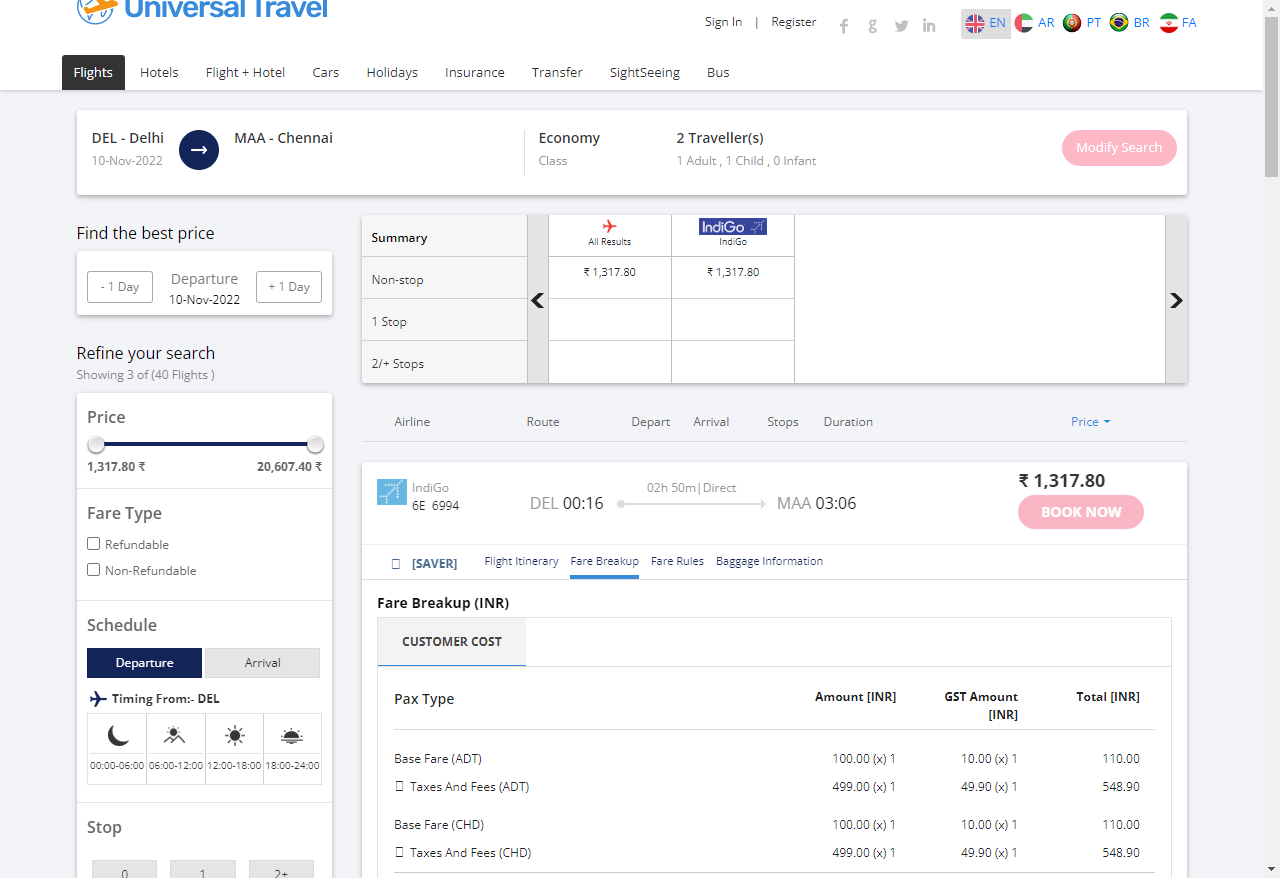 Universal Travel
Sign In | Register
EN AR PT BR FA
Flights Hotels Flight + Hotel Cars Holidays Insurance Transfer SightSeeing Bus
DEL - Delhi
10-Nov-2022
MAA - Chennai
Economy
Class
2 Traveller(s)
1 Adult , 1 Child , 0 Infant
Modify Search
Find the best price
- 1 Day
Departure
10-Nov-2022
+ 1 Day
Refine your search
Showing 3 of (40 Flights )
Price
1,317.80 ₹ 20,607.40 ₹
Fare Type
Refundable
Non-Refundable
Schedule
Departure Arrival
Timing From:- DEL
00:00-06:00 06:00-12:00 12:00-18:00 18:00-24:00
Stop
0 1 2+
Summary
All Results
IndiGo
IndiGo
Non-stop ₹ 1,317.80 ₹ 1,317.80
1 Stop
2/+ Stops
Airline Route Depart Arrival Stops Duration Price
IndiGo
6E 6994
DEL 00:16
02h 50m|Direct
MAA 03:06
₹ 1,317.80
BOOK NOW
[SAVER] Flight Itinerary Fare Breakup Fare Rules Baggage Information
Fare Breakup (INR)
CUSTOMER COST
Pax Type Amount [INR] GST Amount [INR] Total [INR]
Base Fare (ADT) 100.00 (x) 1 10.00 (x) 1 110.00
Taxes And Fees (ADT) 499.00 (x) 1 49.90 (x) 1 548.90
Base Fare (CHD) 100.00 (x) 1 10.00 (x) 1 110.00
Taxes And Fees (CHD) 499.00 (x) 1 49.90 (x) 1 548.90